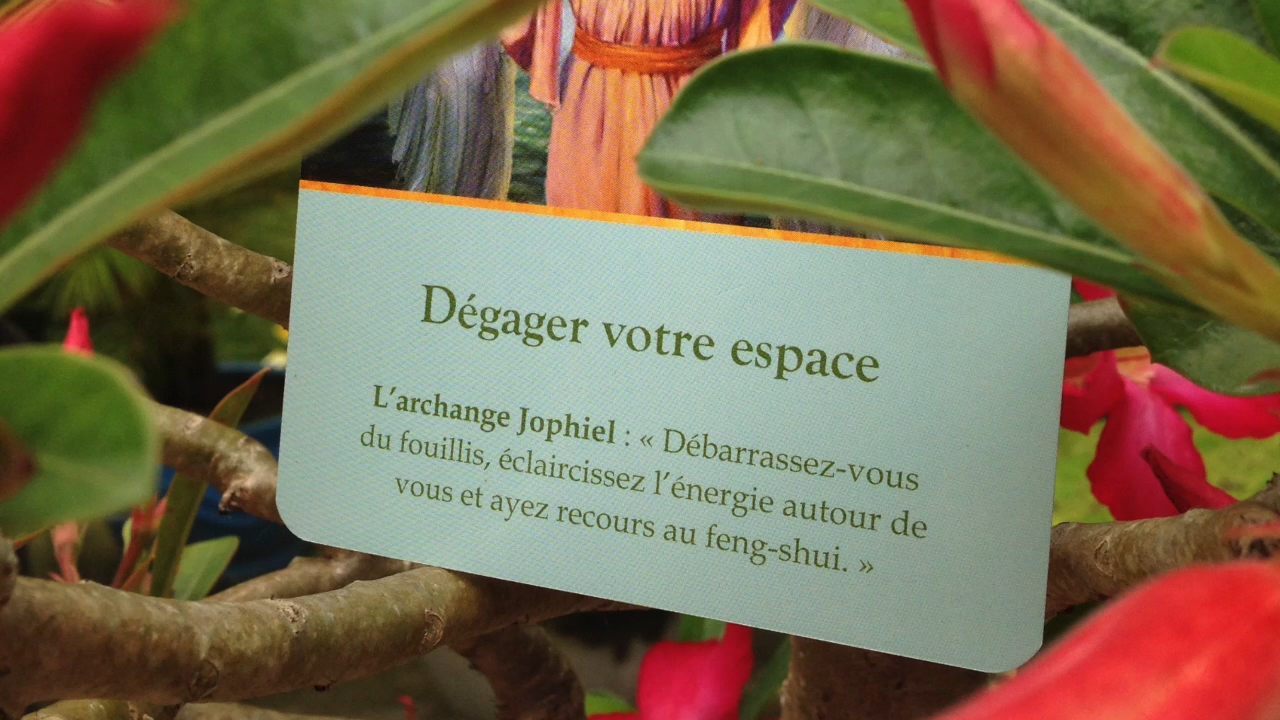 Dégager votre espace
L'archange Jophiel : « Débarrassez-vous
du fouillis, éclaircissez l'énergie autour de
vous et ayez recours au feng-shui. »